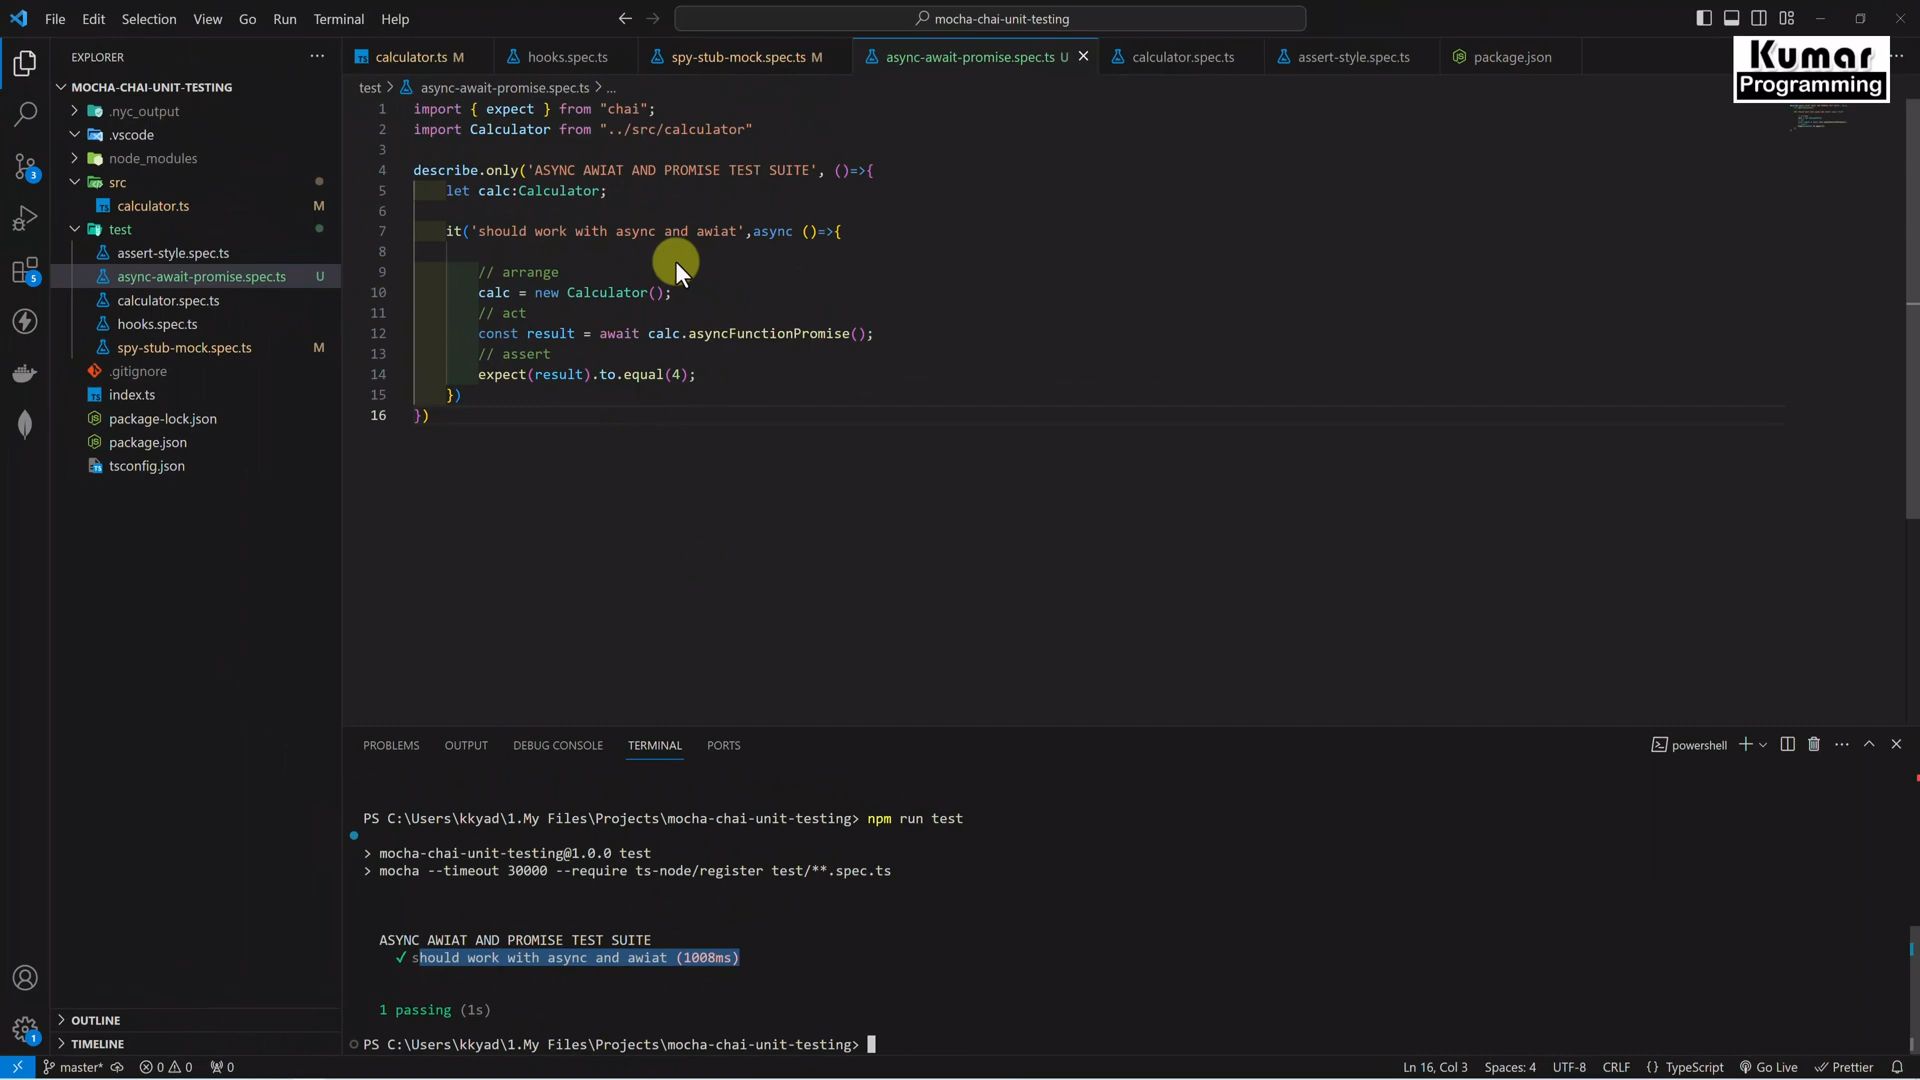 File Edit Selection View Go Run Terminal Help
mocha-chai-unit-testing
Kumar
Programming
EXPLORER
calculator.ts M
hooks.spec.ts
spy-stub-mock.spec.ts M
async-await-promise.spec.ts U
calculator.spec.ts
assert-style.spec.ts
package.json
MOCHA-CHAI-UNIT-TESTING
.nyc_output
.vscode
node_modules
src
calculator.ts M
test
assert-style.spec.ts
async-await-promise.spec.ts U
calculator.spec.ts
hooks.spec.ts
spy-stub-mock.spec.ts M
.gitignore
index.ts
package-lock.json
package.json
tsconfig.json
3
5
1
OUTLINE
TIMELINE
test > async-await-promise.spec.ts > ...
1 import { expect } from "chai";
2 import Calculator from "../src/calculator"
3
4 describe.only('ASYNC AWIAT AND PROMISE TEST SUITE', ()=>{
5 let calc:Calculator;
6
7 it('should work with async and awiat',async ()=>{
8
9 // arrange
10 calc = new Calculator();
11 // act
12 const result = await calc.asyncFunctionPromise();
13 // assert
14 expect(result).to.equal(4);
15 })
16 })
PROBLEMS OUTPUT DEBUG CONSOLE TERMINAL PORTS
powershell
PS C:\Users\kkyad\1.My Files\Projects\mocha-chai-unit-testing> npm run test
> mocha-chai-unit-testing@1.0.0 test
> mocha --timeout 30000 --require ts-node/register test/**.spec.ts
ASYNC AWIAT AND PROMISE TEST SUITE
✓ should work with async and awiat (1008ms)
1 passing (1s)
PS C:\Users\kkyad\1.My Files\Projects\mocha-chai-unit-testing>
master* 0 0 0
Ln 16, Col 3 Spaces: 4 UTF-8 CRLF {} TypeScript Go Live Prettier